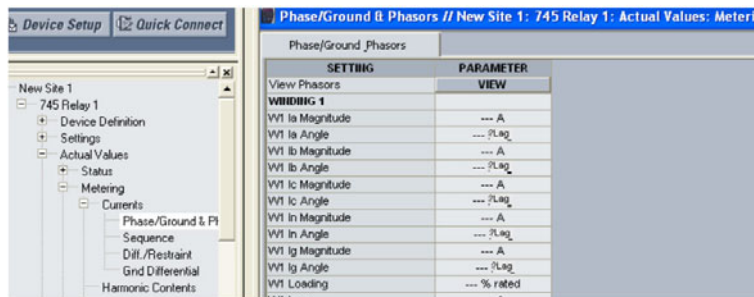 Device Setup
Quick Connect
Phase/Ground & Phasors // New Site 1: 745 Relay 1: Actual Values:
Phase/Ground Phasors
New Site 1
745 Relay 1
Device Definition
Settings
Actual Values
Status
Metering
Currents
Phase/Ground &
Sequence
Diff./Restraint
Gnd Differential
Harmonic Contents
SETTING PARAMETER
View Phasors VIEW
WINDING 1
W1 Ia Magnitude --- A
W1 Ia Angle --- ?Lag
W1 Ib Magnitude --- A
W1 Ib Angle --- ?Lag
W1 Ic Magnitude --- A
W1 Ic Angle --- ?Lag
W1 In Magnitude --- A
W1 In Angle --- ?Lag
W1 Ig Magnitude --- A
W1 Ig Angle --- ?Lag
W1 Loading --- % rated